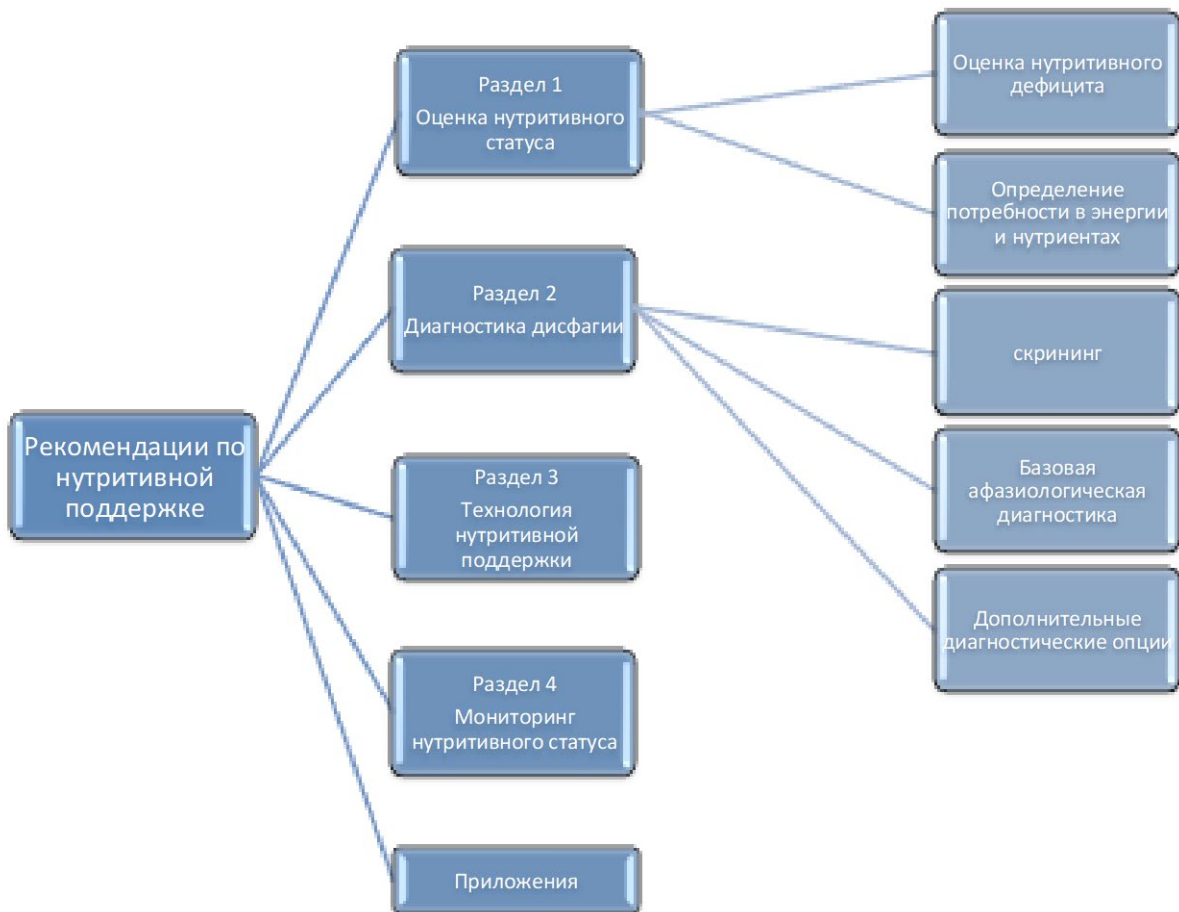 Рекомендации по
нутритивной
поддержке
Раздел 1
Оценка нутритивного
статуса
Оценка нутритивного
дефицита
Определение
потребности в энергии
и нутриентах
Раздел 2
Диагностика дисфагии
скрининг
Базовая
афазиологическая
диагностика
Дополнительные
диагностические опции
Раздел 3
Технология
нутритивной
поддержки
Раздел 4
Мониторинг
нутритивного статуса
Приложения